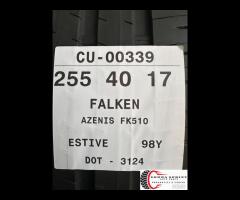 CU-00339
255 40 17
FALKEN
AZENIS FK510
ESTIVE 98Y
DOT - 3124